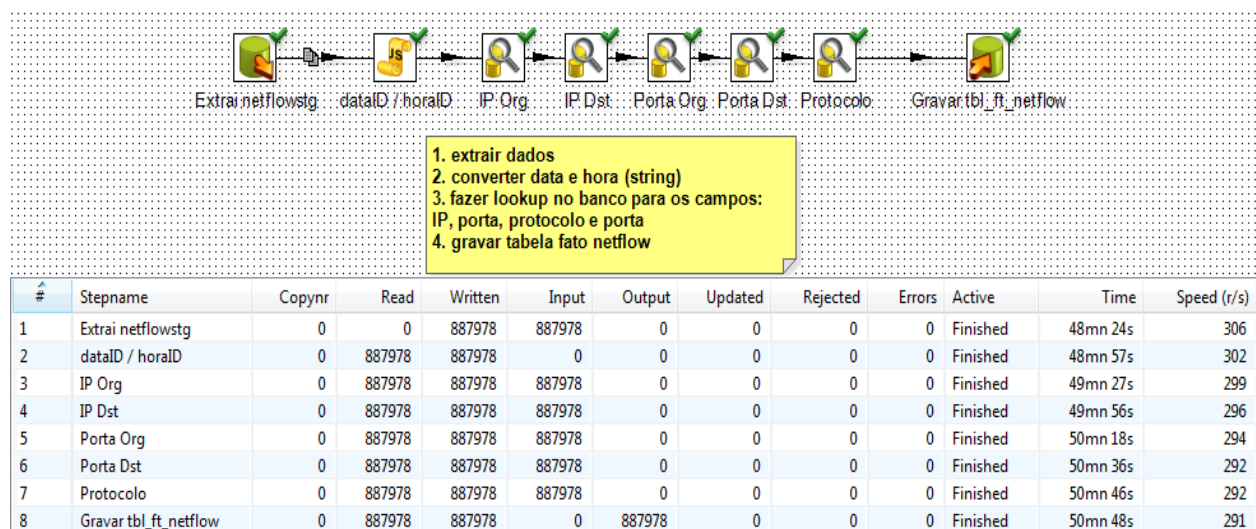 Extrai netflowstg dataID / horaID IP Org IP Dst Porta Org Porta Dst Protocolo Gravar tbl_ft_netflow
JS
1. extrair dados
2. converter data e hora (string)
3. fazer lookup no banco para os campos:
IP, porta, protocolo e porta
4. gravar tabela fato netflow
# Stepname Copynr Read Written Input Output Updated Rejected Errors Active Time Speed (r/s)
1 Extrai netflowstg 0 0 887978 887978 0 0 0 0 Finished 48mn 24s 306
2 dataID / horaID 0 887978 887978 0 0 0 0 0 Finished 48mn 57s 302
3 IP Org 0 887978 887978 887978 0 0 0 0 Finished 49mn 27s 299
4 IP Dst 0 887978 887978 887978 0 0 0 0 Finished 49mn 56s 296
5 Porta Org 0 887978 887978 887978 0 0 0 0 Finished 50mn 18s 294
6 Porta Dst 0 887978 887978 887978 0 0 0 0 Finished 50mn 36s 292
7 Protocolo 0 887978 887978 887978 0 0 0 0 Finished 50mn 46s 292
8 Gravar tbl_ft_netflow 0 887978 887978 0 887978 0 0 0 Finished 50mn 48s 291